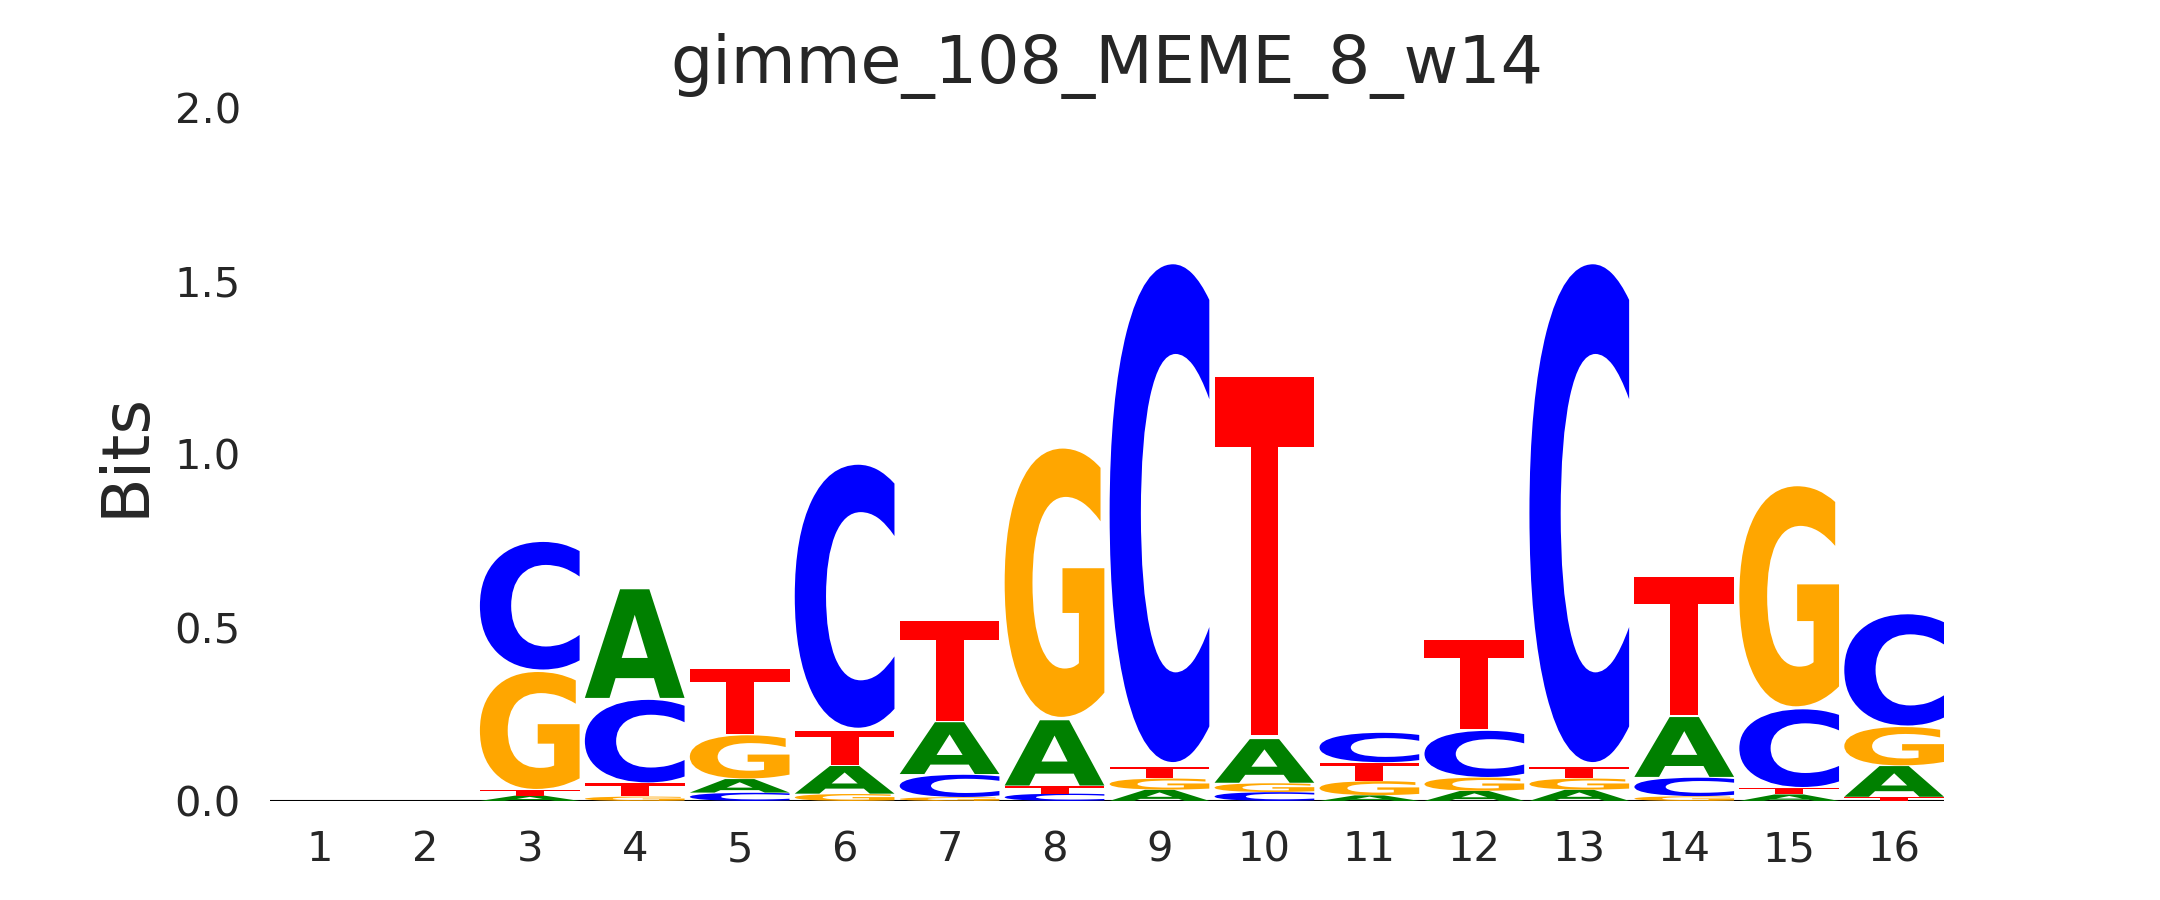 gimme_108_MEME_8_w14
2.0
1.5
1.0
0.5
0.0
Bits
C A T C T G C T C T C T G C
G C G T A A T A T C T A C G
T T A A C T G G G G G C T A
A G C G G C A C A A A G A T
1 2 3 4 5 6 7 8 9 10 11 12 13 14 15 16